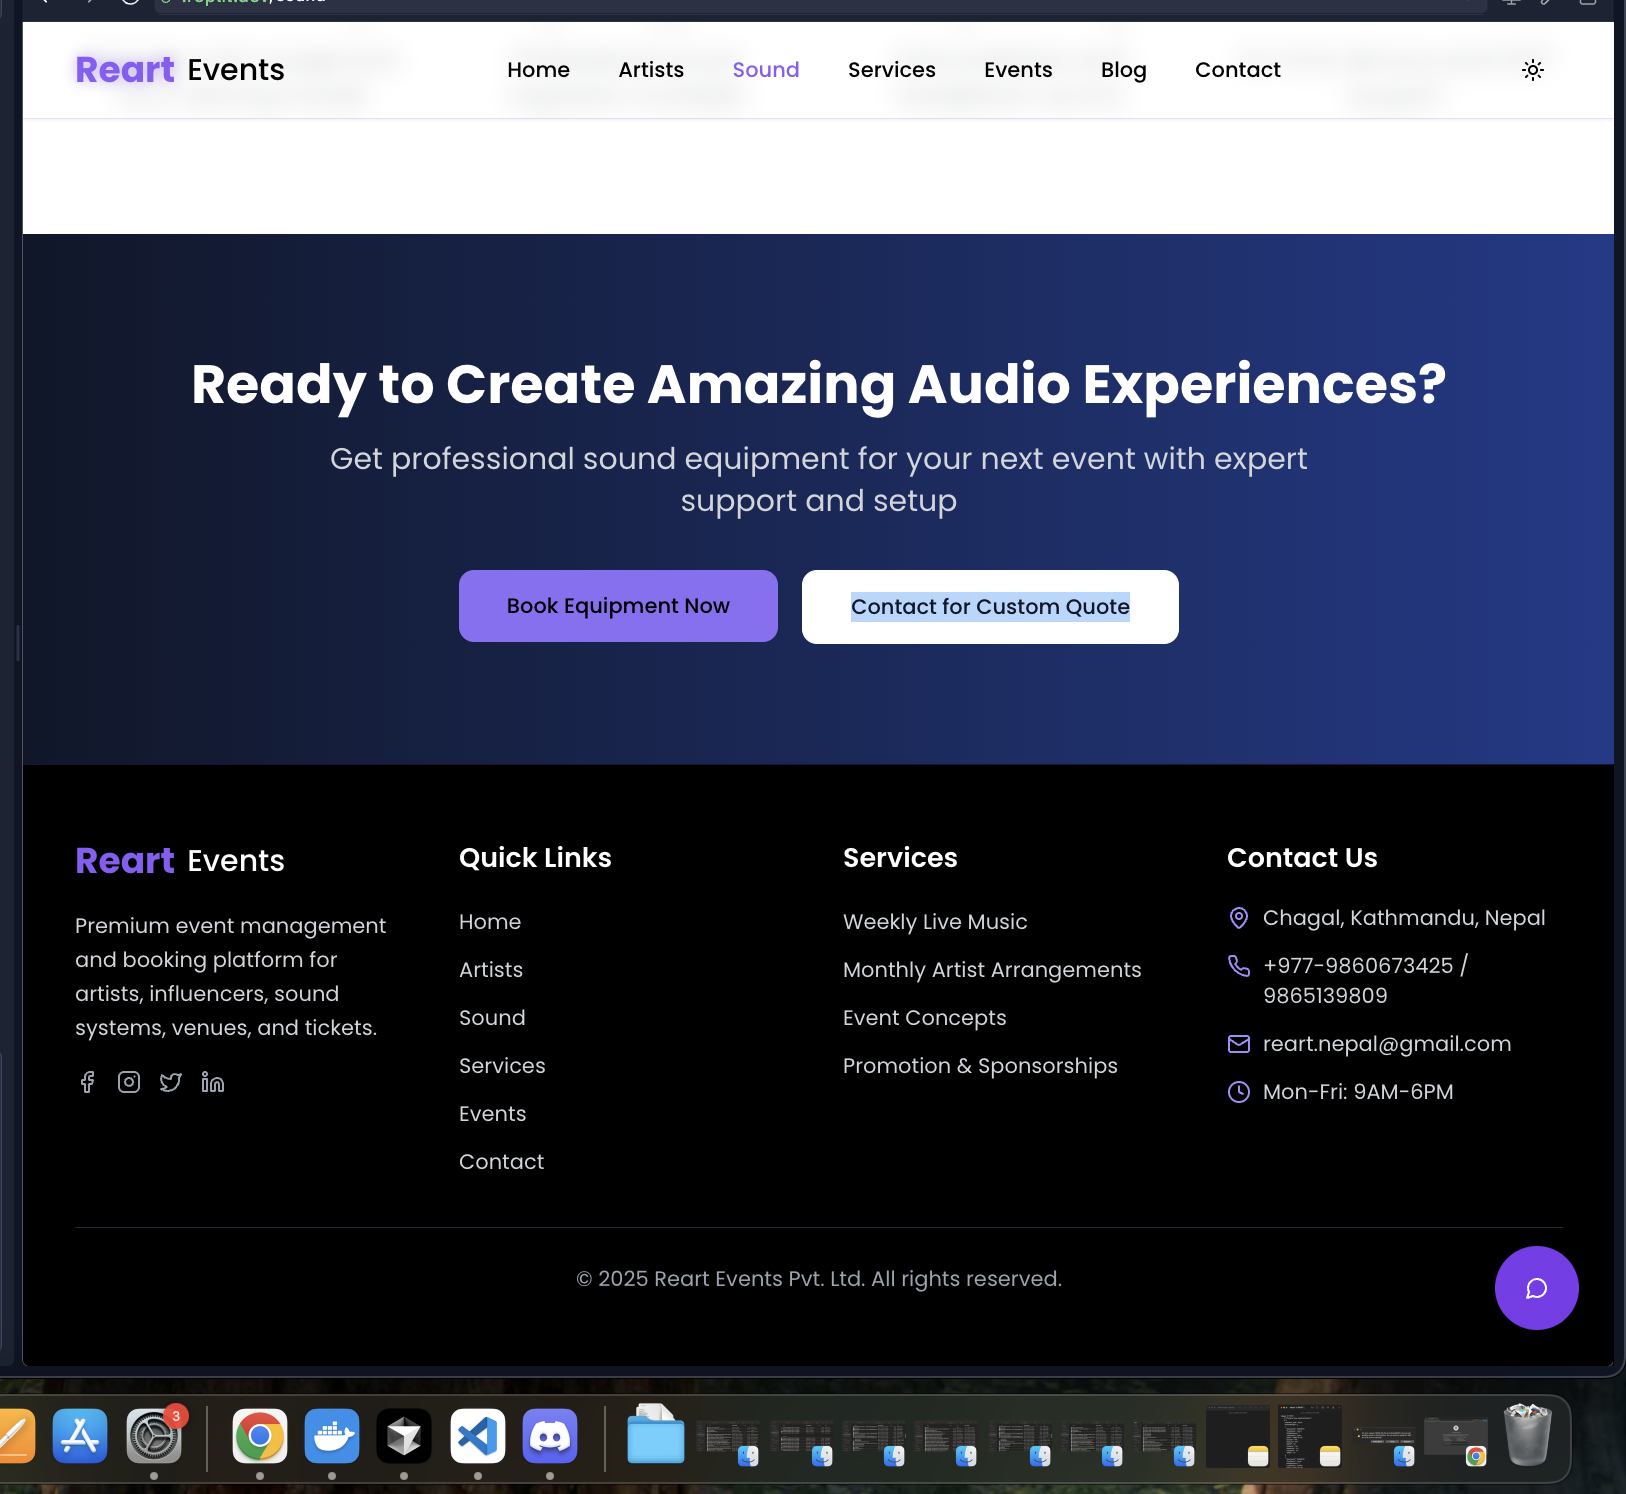 Reart Events
Home Artists Sound Services Events Blog Contact
Ready to Create Amazing Audio Experiences?
Get professional sound equipment for your next event with expert
support and setup
Book Equipment Now
Contact for Custom Quote
Reart Events
Premium event management
and booking platform for
artists, influencers, sound
systems, venues, and tickets.
Quick Links
Home
Artists
Sound
Services
Events
Contact
Services
Weekly Live Music
Monthly Artist Arrangements
Event Concepts
Promotion & Sponsorships
Contact Us
Chagal, Kathmandu, Nepal
+977-9860673425 /
9865139809
reart.nepal@gmail.com
Mon-Fri: 9AM-6PM
© 2025 Reart Events Pvt. Ltd. All rights reserved.
3